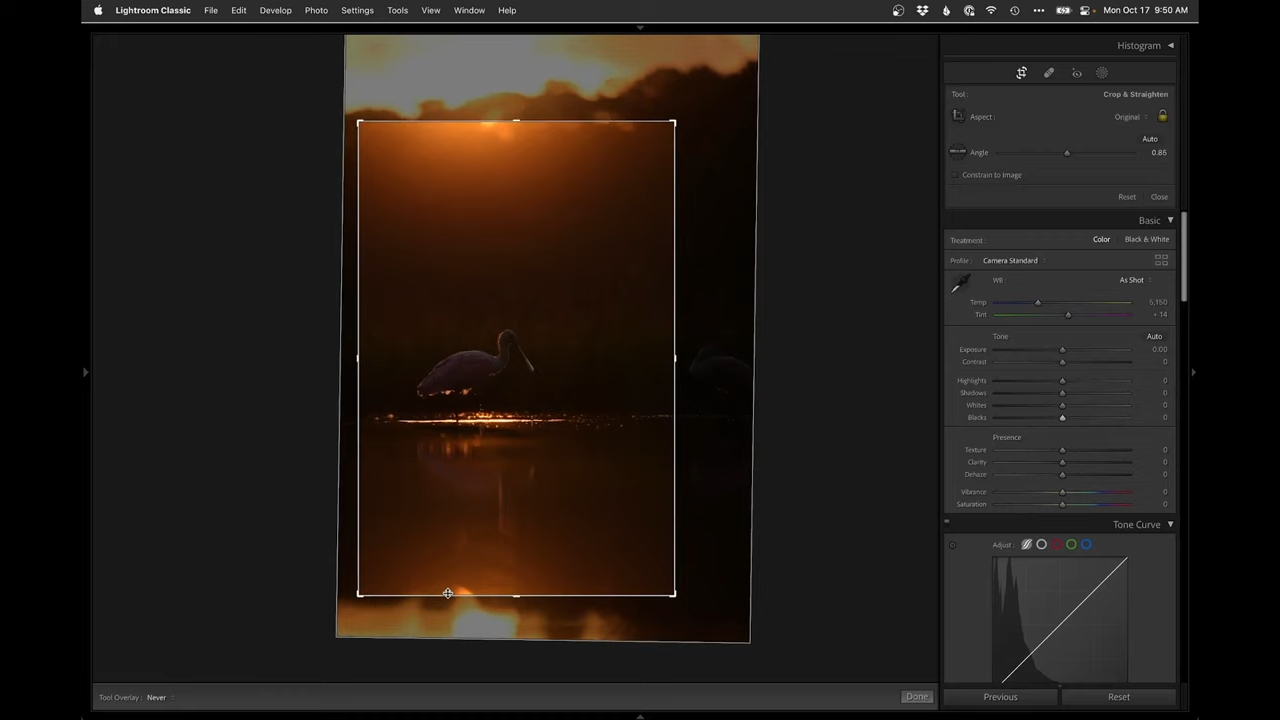 Lightroom Classic File Edit Develop Photo Settings Tools View Window Help Mon Oct 17 9:50 AM
Histogram
Tool: Crop & Straighten
Aspect: Original
Auto
Angle 0.86
Constrain to Image
Reset Close
Basic
Treatment: Color Black & White
Profile: Camera Standard
WB: As Shot
Temp 5,150
Tint + 14
Tone Auto
Exposure 0.00
Contrast 0
Highlights 0
Shadows 0
Whites 0
Blacks 0
Presence
Texture 0
Clarity 0
Dehaze 0
Vibrance 0
Saturation 0
Tone Curve
Adjust:
Tool Overlay: Never Done Previous Reset